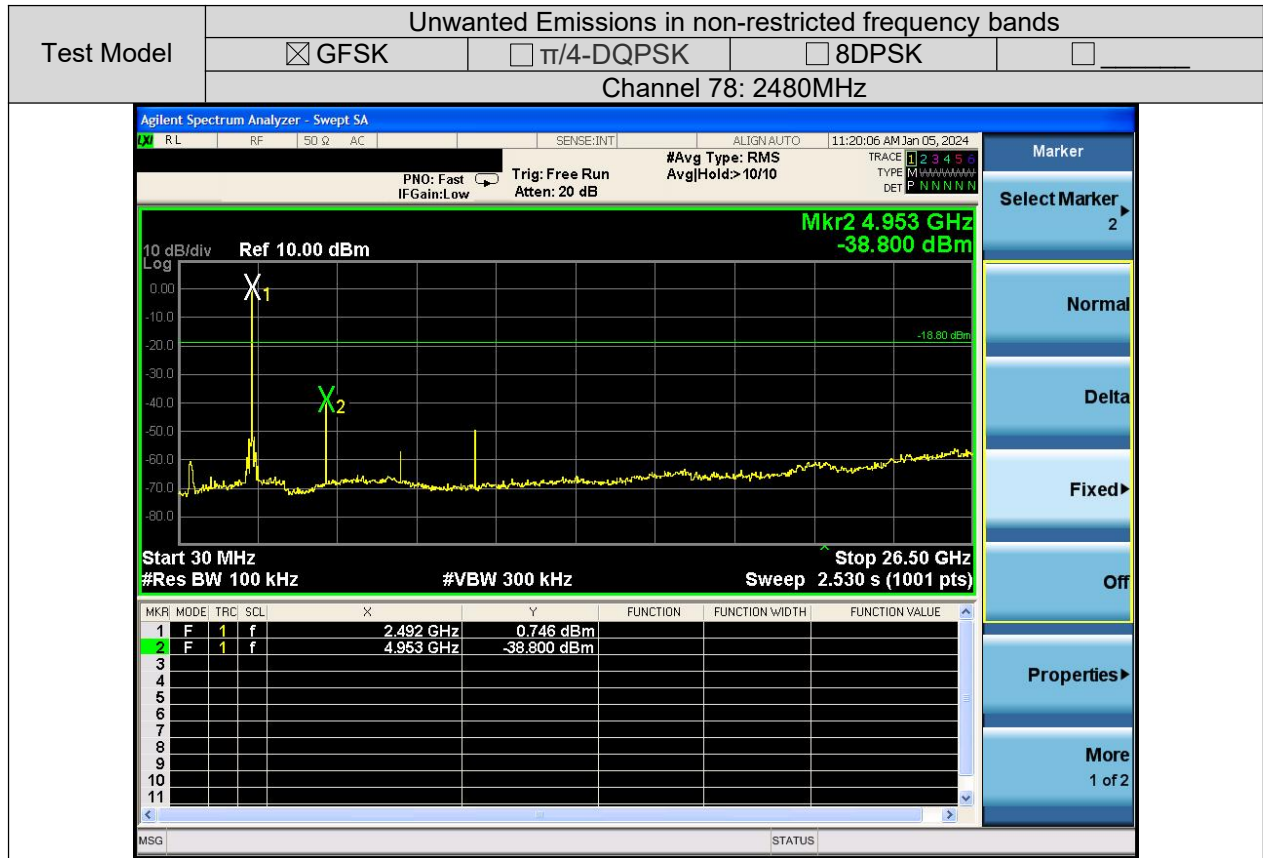 Test Model
Unwanted Emissions in non-restricted frequency bands
GFSK π/4-DQPSK 8DPSK ______
Channel 78: 2480MHz
Agilent Spectrum Analyzer - Swept SA
LXI RL RF 50 Ω AC SENSE:INT ALIGN AUTO 11:20:06 AM Jan 05, 2024
PNO: Fast
IFGain:Low
Trig: Free Run
Atten: 20 dB
#Avg Type: RMS
Avg|Hold:>10/10
TRACE 1 2 3 4 5 6
TYPE M
DET P N N N N N
Mkr2 4.953 GHz
-38.800 dBm
10 dB/div Ref 10.00 dBm
Log
0.00
-10.0
-20.0
-30.0
-40.0
-50.0
-60.0
-70.0
-80.0
1
2
-18.80 dBm
Start 30 MHz Stop 26.50 GHz
#Res BW 100 kHz #VBW 300 kHz Sweep 2.530 s (1001 pts)
MKR MODE TRC SCL X Y FUNCTION FUNCTION WIDTH FUNCTION VALUE
1 F 1 f 2.492 GHz 0.746 dBm
2 F 1 f 4.953 GHz -38.800 dBm
3
4
5
6
7
8
9
10
11
MSG STATUS
Marker
Select Marker
2
Normal
Delta
Fixed
Off
Properties
More
1 of 2